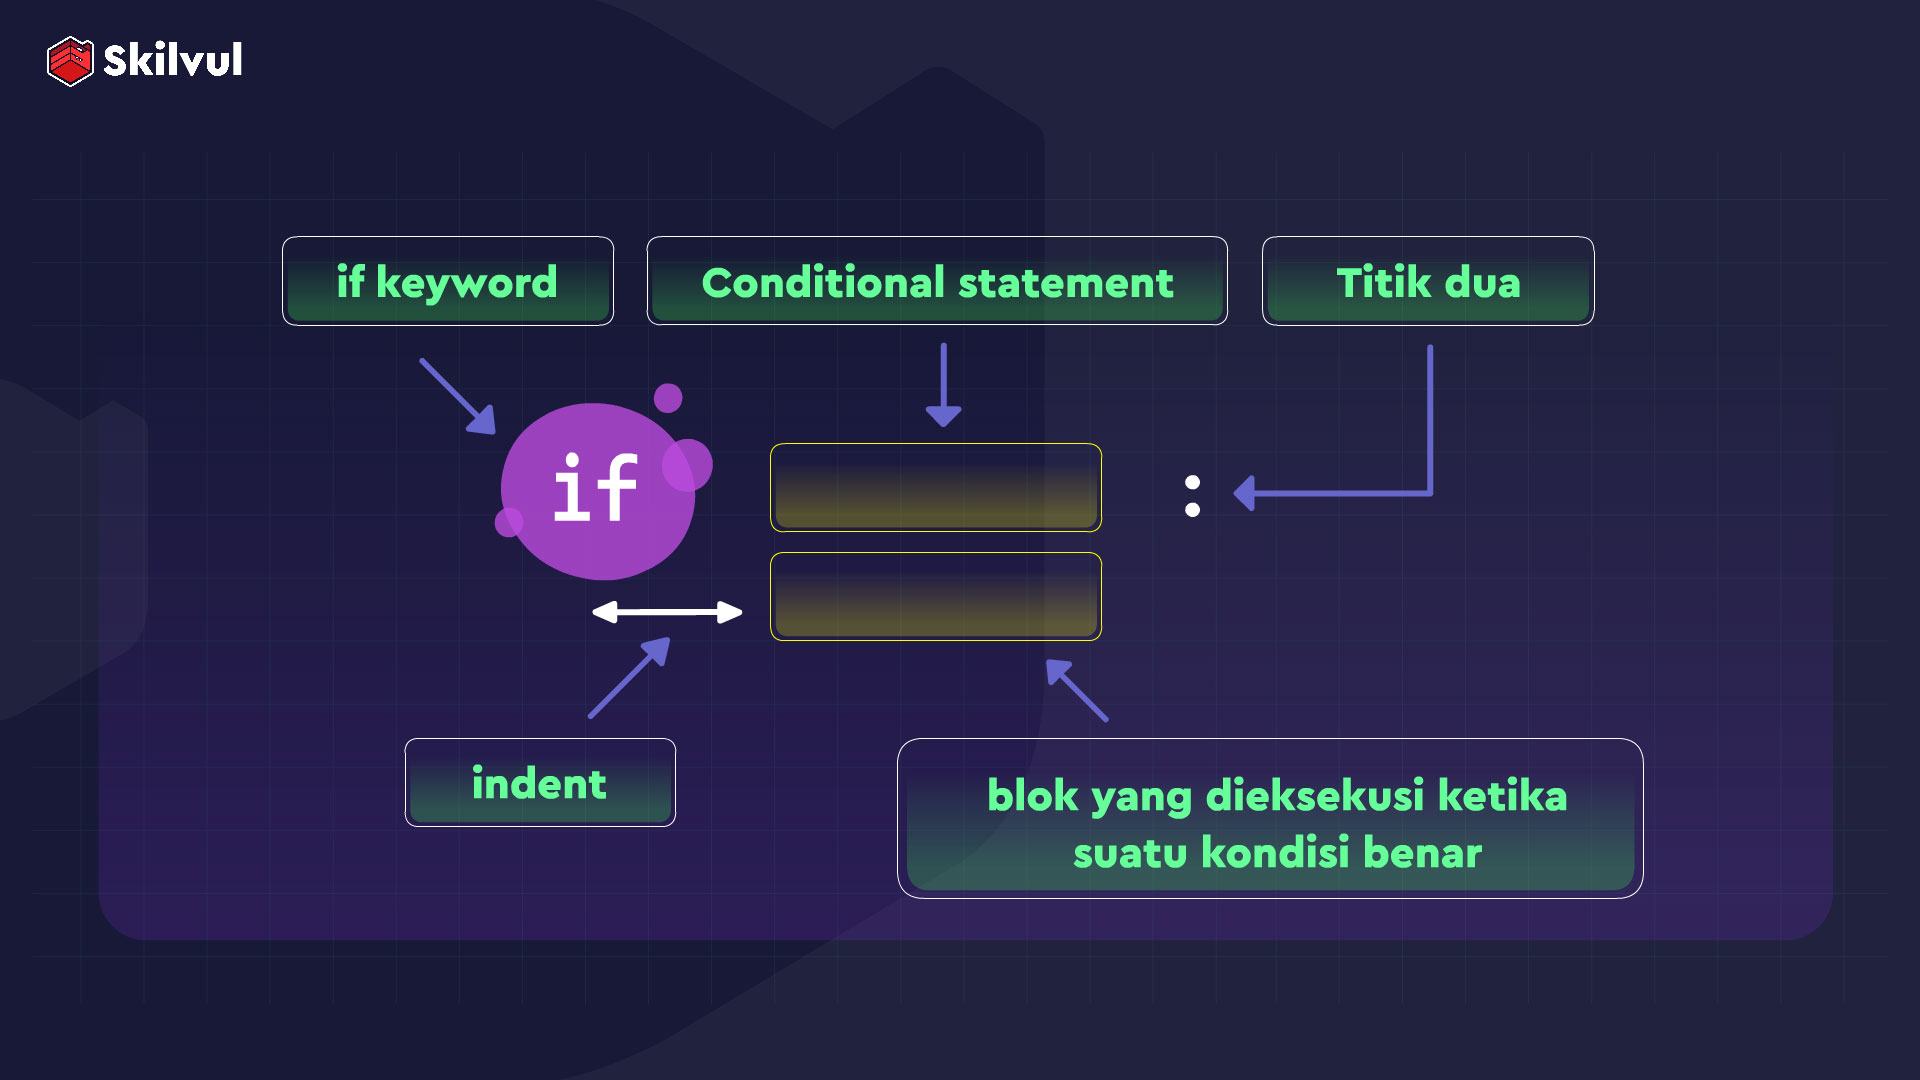 Skilvul
if keyword
Conditional statement
Titik dua
if
:
indent
blok yang dieksekusi ketika
suatu kondisi benar